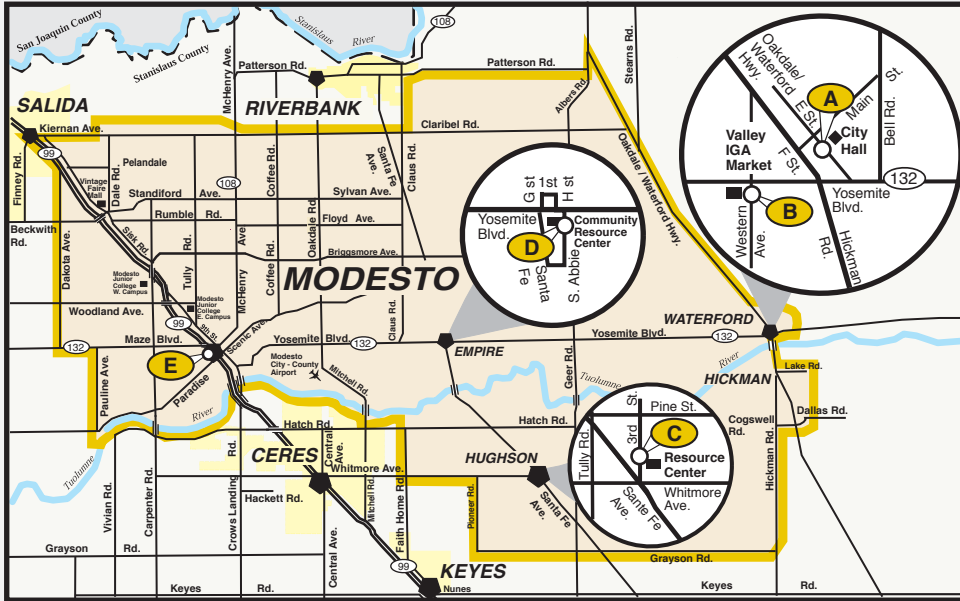 San Joaquin County
Stanislaus County
Stanislaus
River
108
McHenry Ave.
Patterson Rd.
Patterson Rd.
Stearns Rd.
Albers Rd.
SALIDA
RIVERBANK
Kiernan Ave.
Claribel Rd.
99
Finney Rd.
Pelandale
Dale Rd.
Vintage
Faire
Mall
108
Coffee Rd.
Oakdale Rd.
Santa Fe
Ave.
Claus Rd.
Oakdale / Waterford Hwy.
Standiford Ave.
Sylvan Ave.
Rumble Rd.
Floyd Ave.
Beckwith
Rd.
Dakota Ave.
Sisk Rd.
Tully Rd.
McHenry Ave.
Coffee Rd.
Briggsmore Ave.
MODESTO
Modesto
Junior
College
W. Campus
Modesto
Junior
College
E. Campus
Woodland Ave.
99
9th St.
Scenic Ave.
Claus Rd.
132
Maze Blvd.
E
Yosemite Blvd.
132
Yosemite Blvd.
132
EMPIRE
WATERFORD
Modesto
City - County
Airport
Mitchell Rd.
Geer Rd.
Tuolumne
River
HICKMAN
Lake Rd.
Dallas Rd.
Cogswell
Rd.
Hickman Rd.
Pauline Ave.
Paradise
River
Tuolumne
Hatch Rd.
Hatch Rd.
CERES
Central
Ave.
Whitmore Ave.
HUGHSON
Vivian Rd.
Carpenter Rd.
Crows Landing
Rd.
Hackett Rd.
Mitchell Rd.
Faith Home Rd.
Pioneer Rd.
Santa Fe
Ave.
Grayson Rd.
Grayson Rd.
Central Ave.
99
KEYES
Nunes
Keyes Rd.
Keyes Rd.
G st
1st
H st
Yosemite
Blvd.
Community
Resource
Center
D
Santa
Fe
S. Abbie
Oakdale/
Waterford
Hwy.
E St.
A
Main St.
Bell Rd.
City
Hall
Valley
IGA
Market
F St.
132
Yosemite
Blvd.
B
Western
Ave.
Hickman
Rd.
St.
Pine St.
3rd
C
Tully Rd.
Resource
Center
Whitmore
Ave.
Sante Fe
Ave.